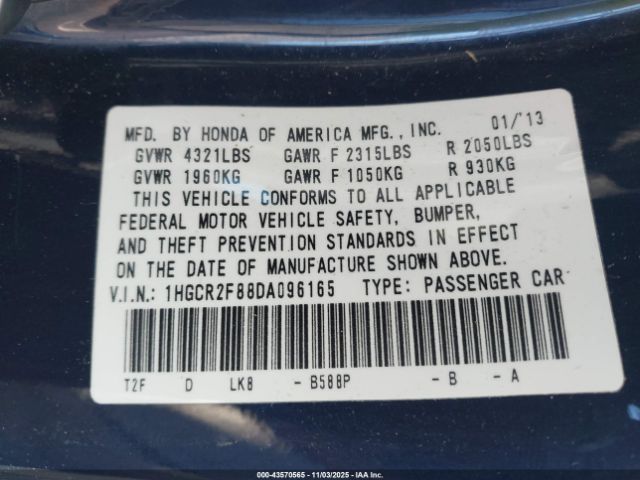 MFD. BY HONDA OF AMERICA MFG., INC. 01/'13
GVWR 4321LBS GAWR F 2315LBS R 2050LBS
GVWR 1960KG GAWR F 1050KG R 930KG
THIS VEHICLE CONFORMS TO ALL APPLICABLE
FEDERAL MOTOR VEHICLE SAFETY, BUMPER,
AND THEFT PREVENTION STANDARDS IN EFFECT
ON THE DATE OF MANUFACTURE SHOWN ABOVE.
V.I.N.: 1HGCR2F88DA096165 TYPE: PASSENGER CAR
T2F D LK8 - B588P - B - A
000-43570565 - 11/03/2025 - IAA Inc.